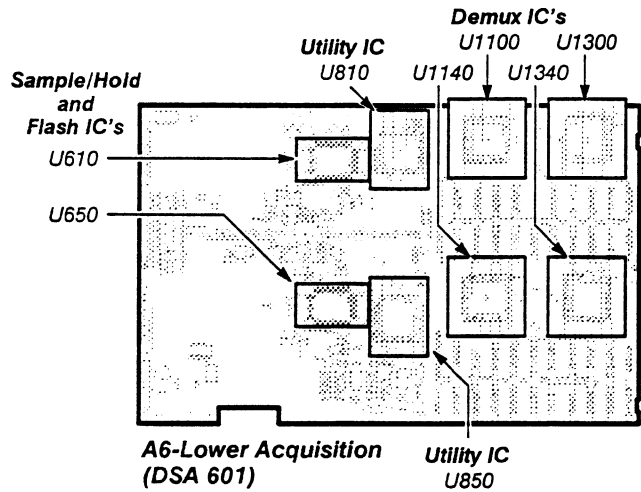 Demux IC's
Utility IC
U1100 U1300
U810
U1140 U1340
Sample/Hold
and
Flash IC's
U610
U650
A6-Lower Acquisition
(DSA 601)
Utility IC
U850